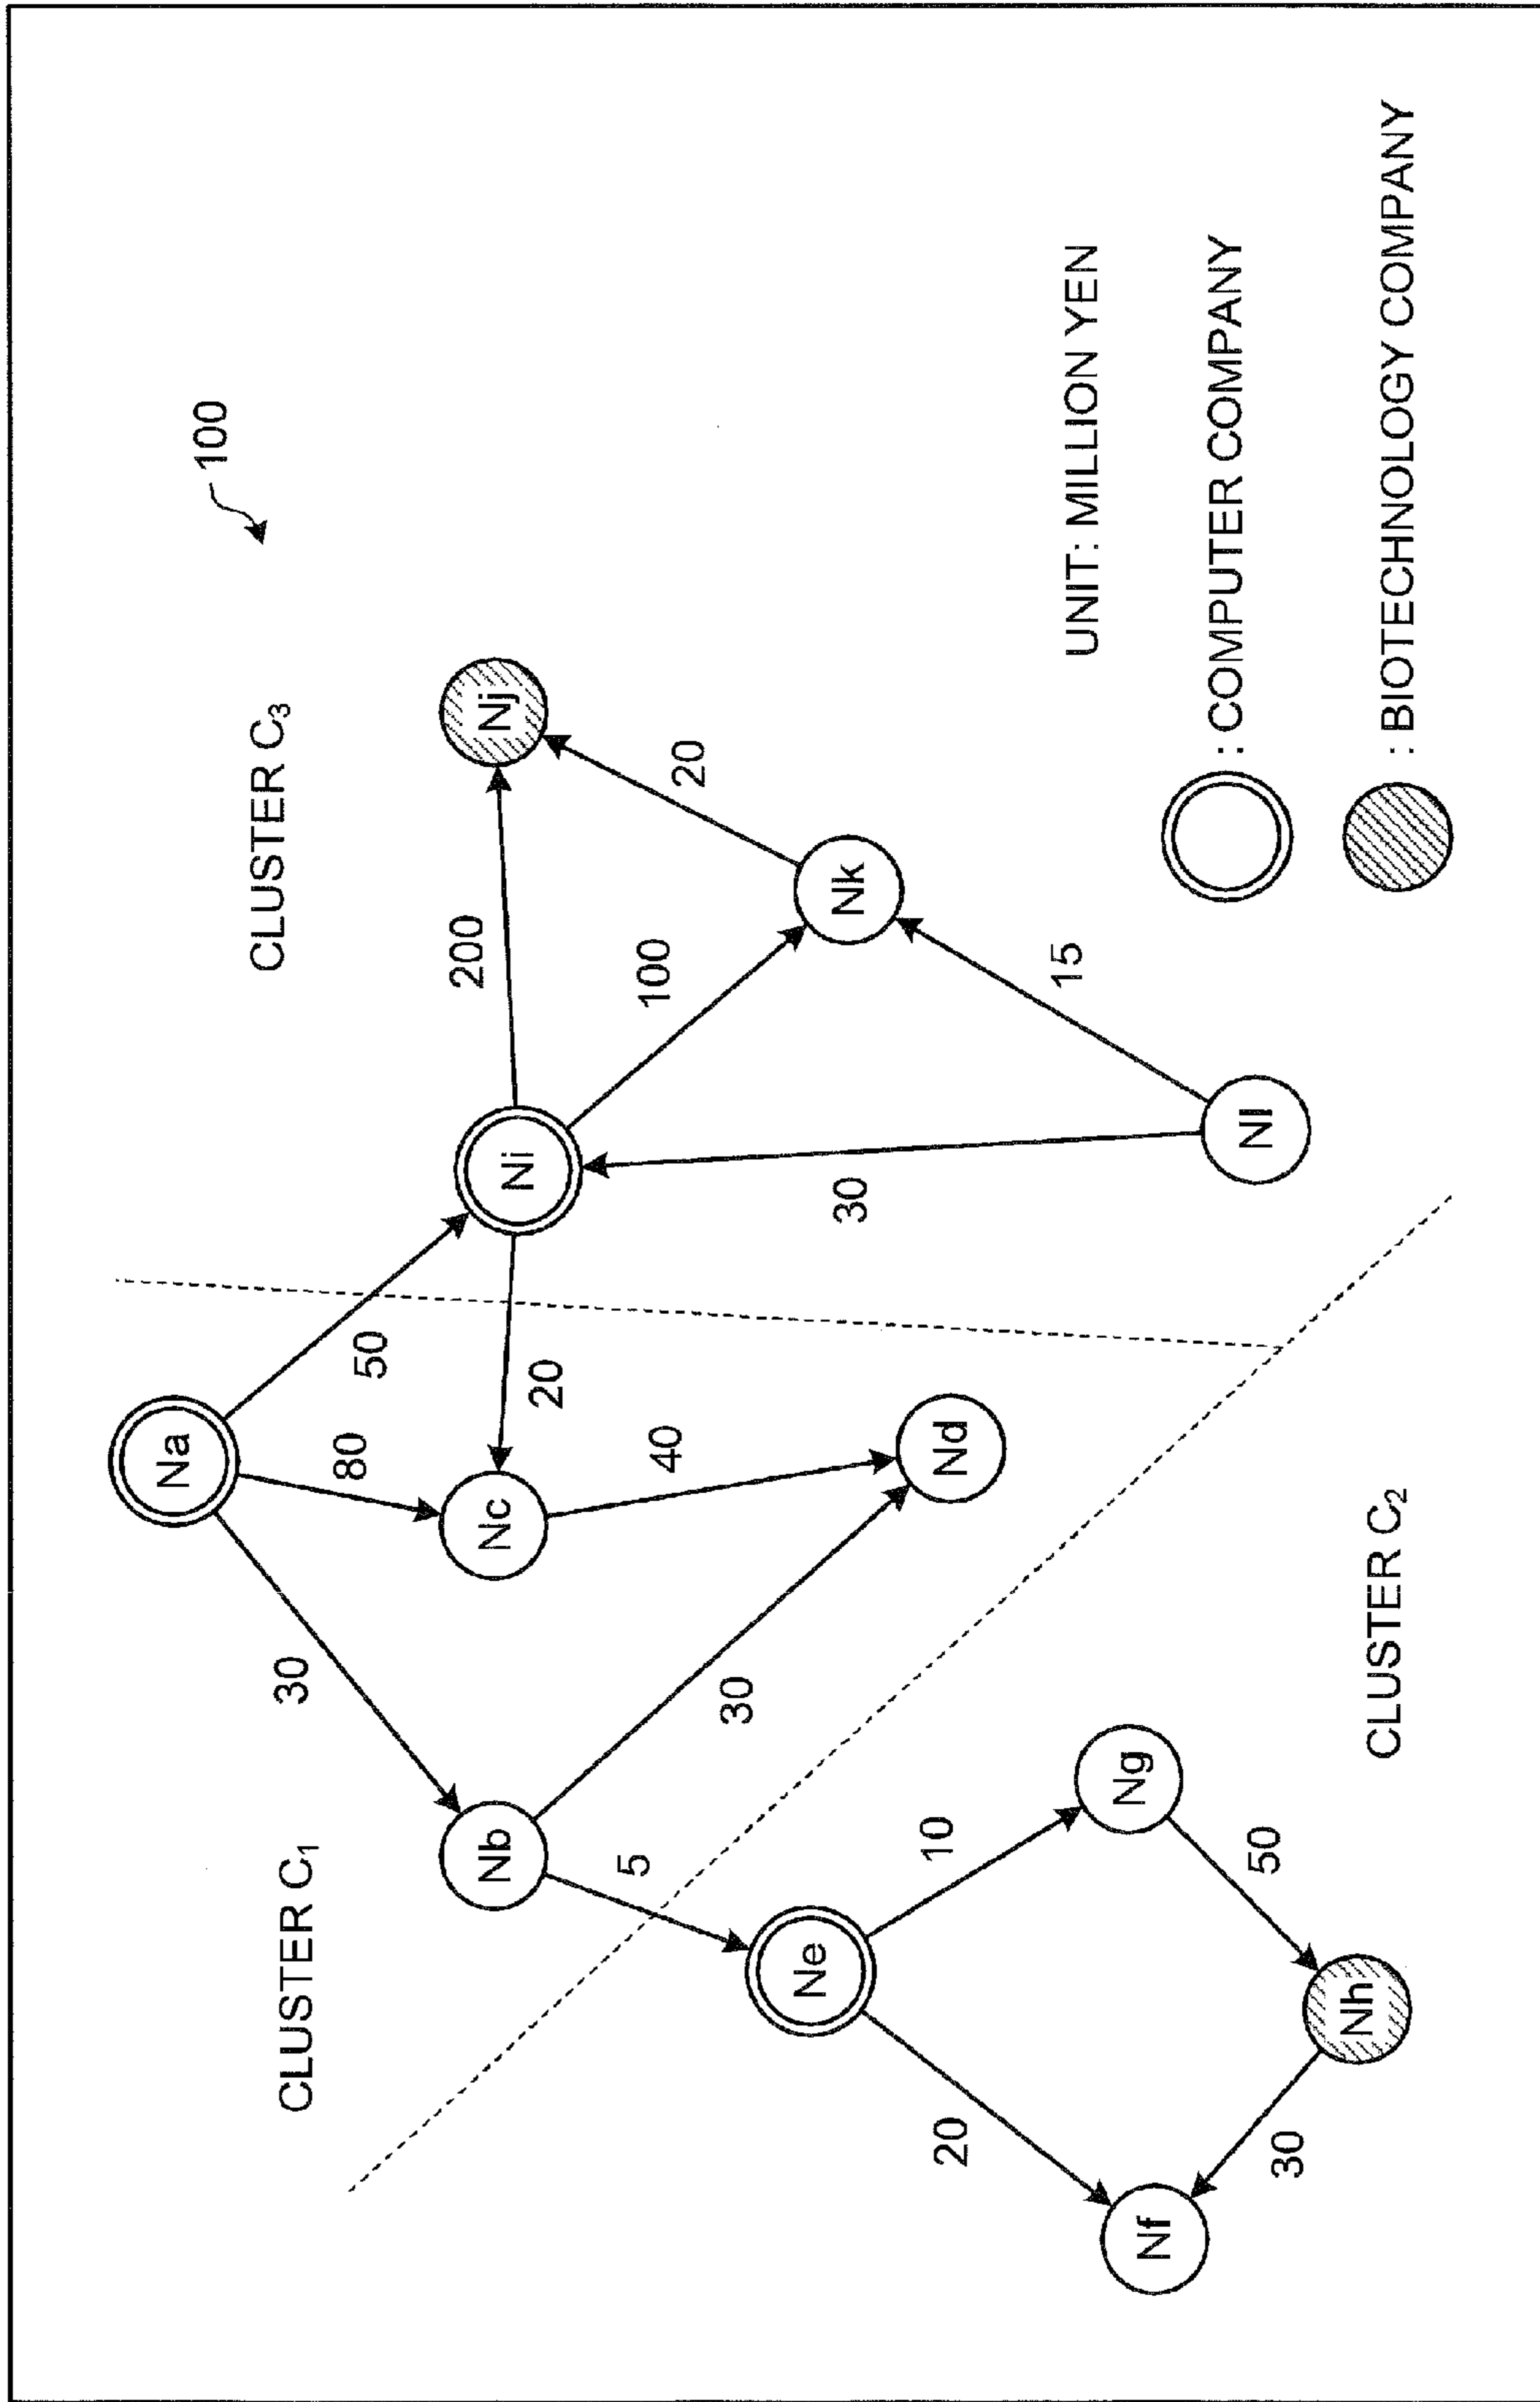 100
CLUSTER C1
CLUSTER C3
Na
30
80
50
Nb
Nc
Ni
Nj
200
20
5
30
40
100
20
Ne
Nd
30
Nk
10
15
20
Nf
Ng
Nl
30
50
Nh
CLUSTER C2
UNIT: MILLION YEN
: COMPUTER COMPANY
: BIOTECHNOLOGY COMPANY